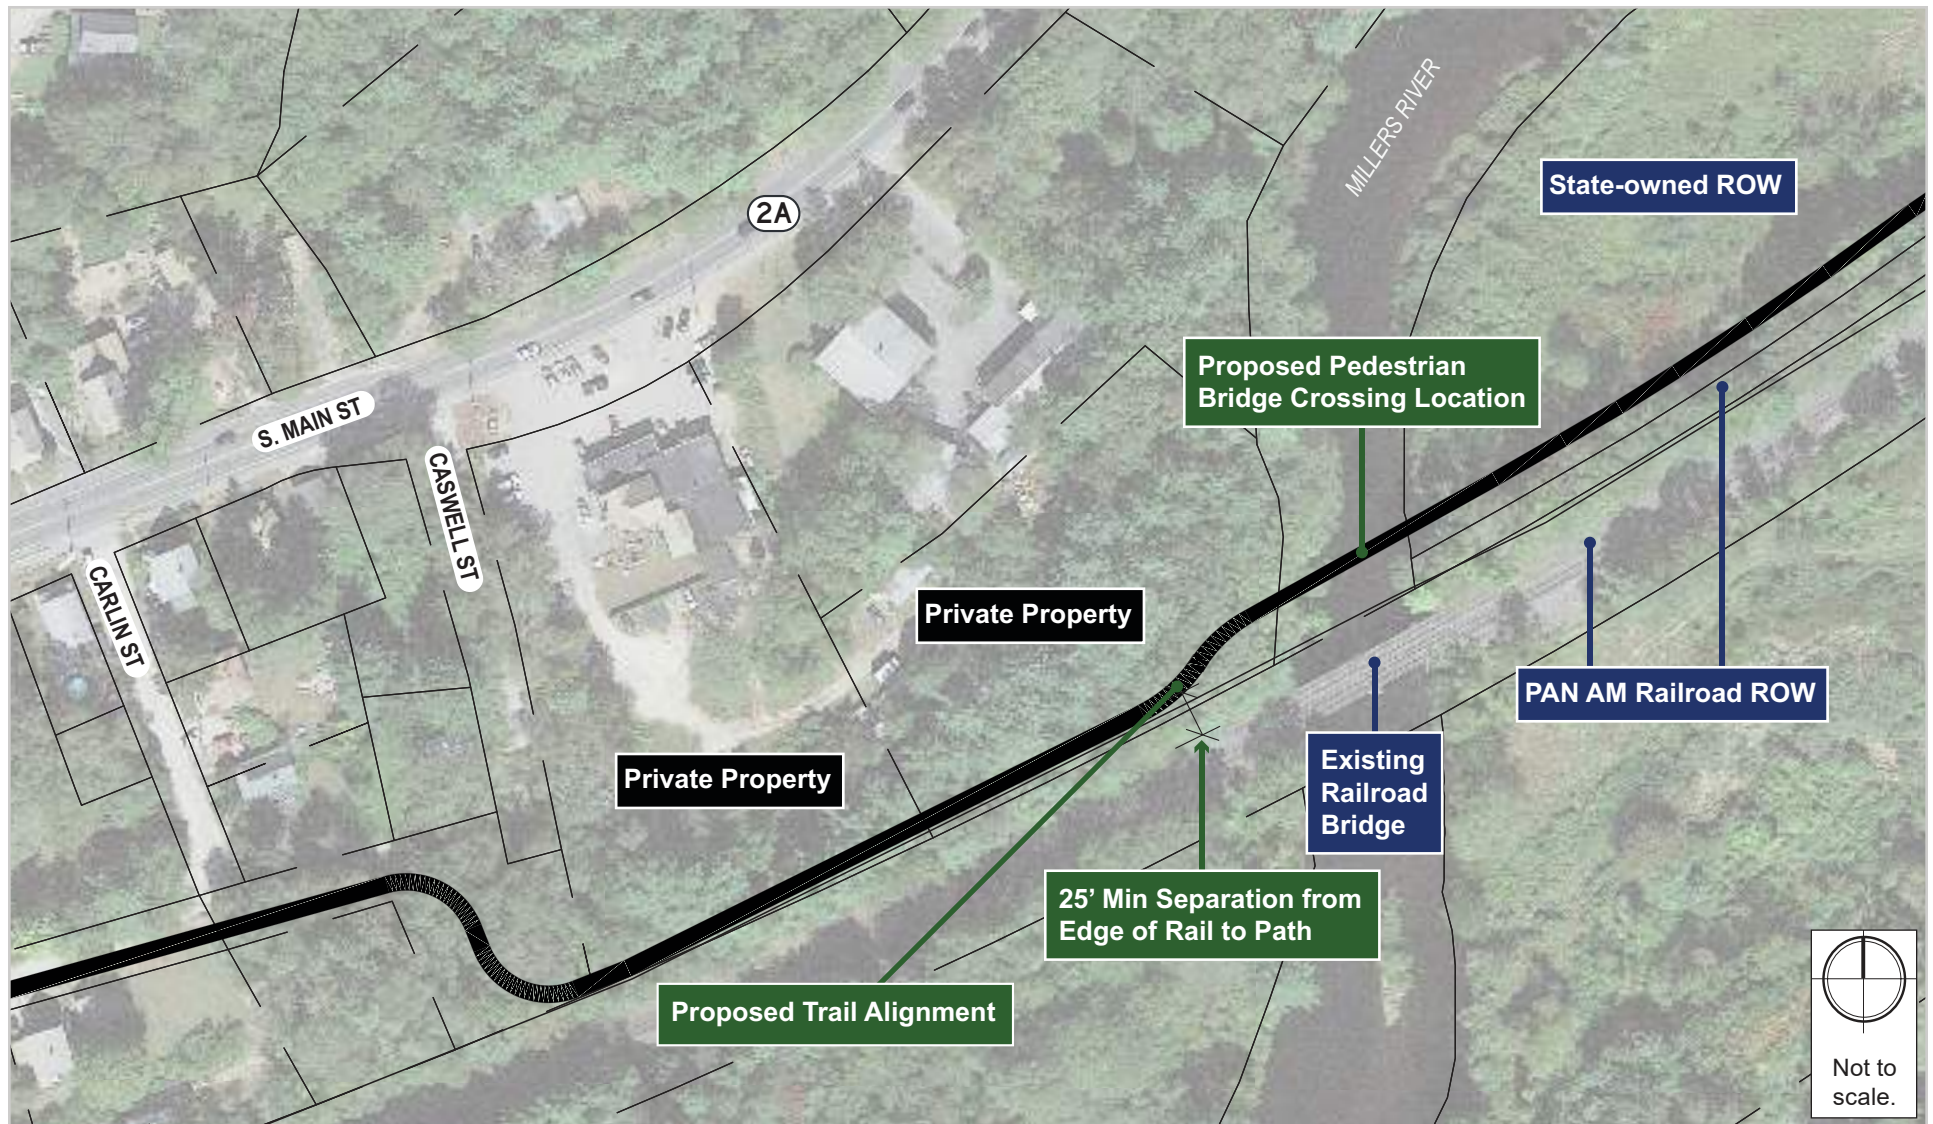 MILLERS RIVER
State-owned ROW
2A
Proposed Pedestrian
Bridge Crossing Location
S. MAIN ST
CASWELL ST
CARLIN ST
Private Property
PAN AM Railroad ROW
Private Property
Existing
Railroad
Bridge
25’ Min Separation from
Edge of Rail to Path
Proposed Trail Alignment
Not to
scale.